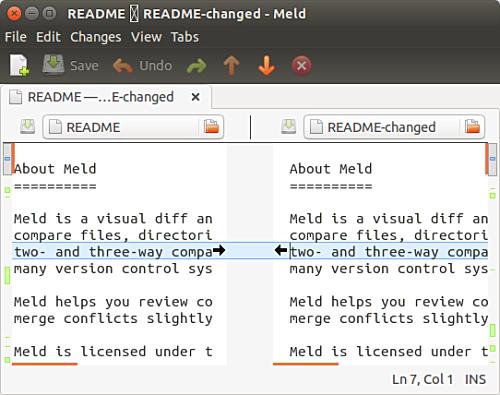 README README-changed - Meld
File Edit Changes View Tabs
Save Undo
README —…E-changed
README
README-changed
About Meld
==========
Meld is a visual diff an
compare files, directori
two- and three-way compa
many version control sys
Meld helps you review co
merge conflicts slightly
Meld is licensed under t
About Meld
==========
Meld is a visual diff an
compare files, directori
two- and three-way compa
many version control sys
Meld helps you review co
merge conflicts slightly
Meld is licensed under t
Ln 7, Col 1 INS